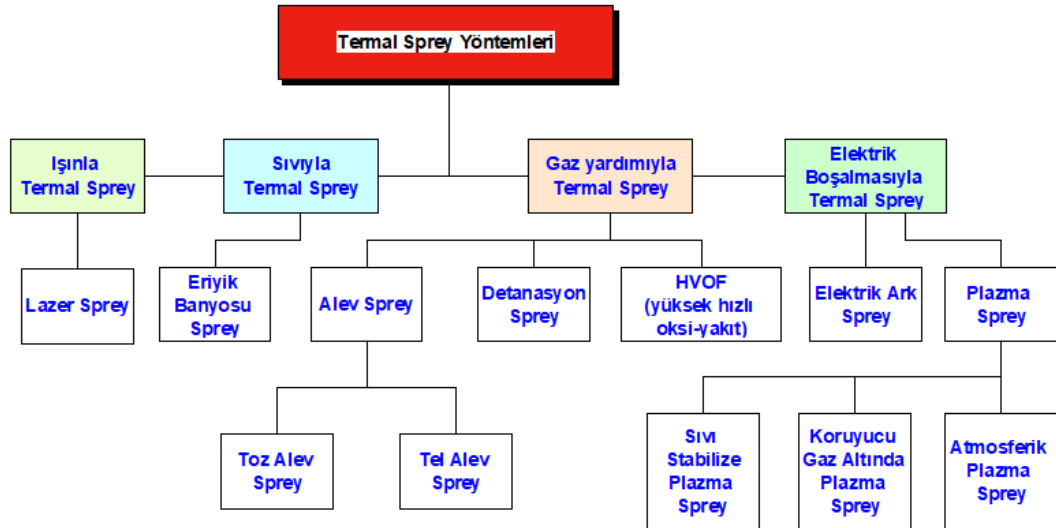 Termal Sprey Yöntemleri
Işınla
Termal Sprey
Sıvıyla
Termal Sprey
Gaz yardımıyla
Termal Sprey
Elektrik
Boşalmasıyla
Termal Sprey
Lazer Sprey
Eriyik
Banyosu
Sprey
Alev Sprey
Detanasyon
Sprey
HVOF
(yüksek hızlı
oksi-yakıt)
Elektrik Ark
Sprey
Plazma
Sprey
Toz Alev
Sprey
Tel Alev
Sprey
Sıvı
Stabilize
Plazma
Sprey
Koruyucu
Gaz Altında
Plazma
Sprey
Atmosferik
Plazma
Sprey